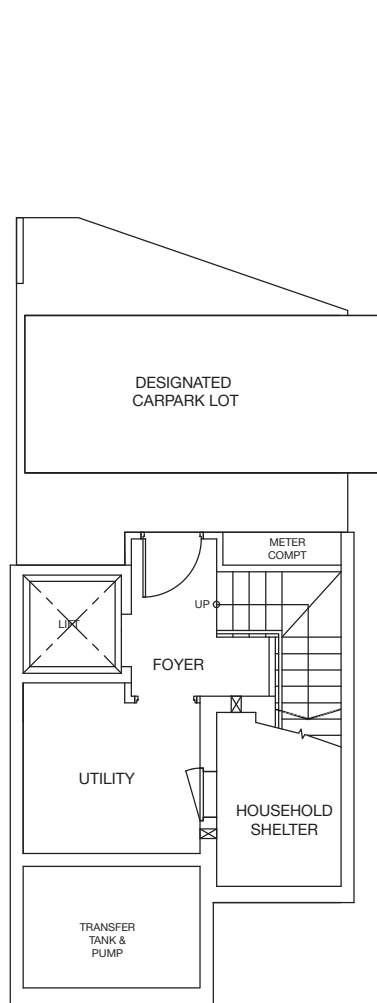 DESIGNATED
CARPARK LOT
METER
COMPT
UP
LIFT
FOYER
UTILITY
HOUSEHOLD
SHELTER
TRANSFER
TANK &
PUMP